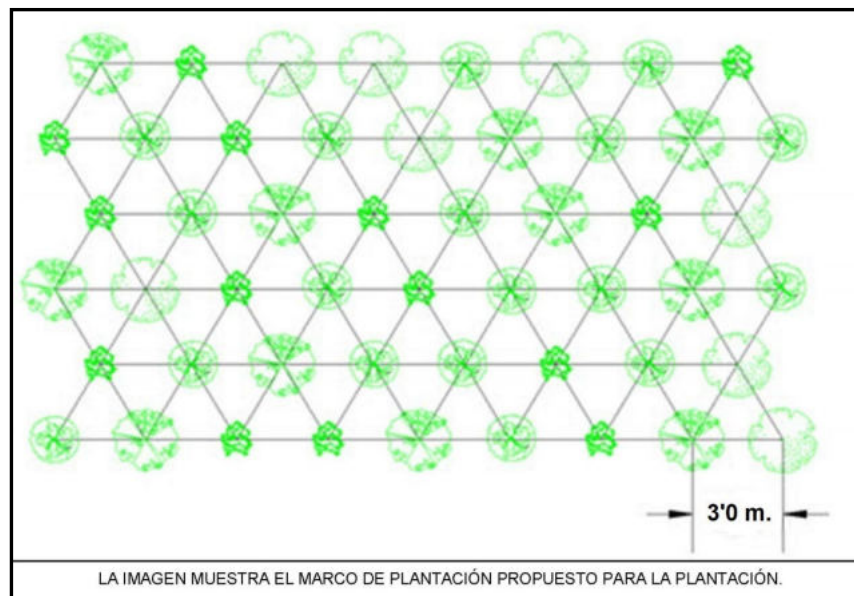 3'0 m.
LA IMAGEN MUESTRA EL MARCO DE PLANTACIÓN PROPUESTO PARA LA PLANTACIÓN.